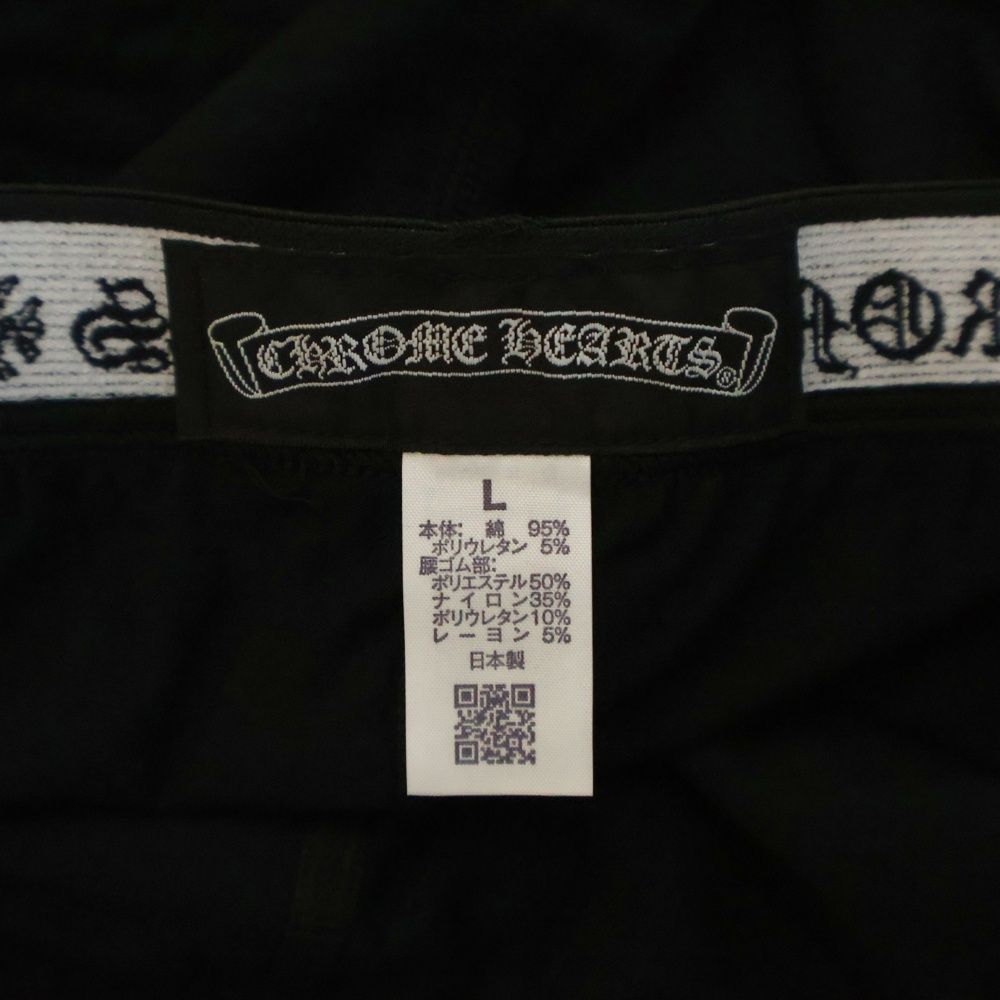 CHROME HEARTS®
L
本体: 綿 95%
ポリウレタン 5%
腰ゴム部:
ポリエステル50%
ナイロン35%
ポリウレタン10%
レーヨン 5%
日本製